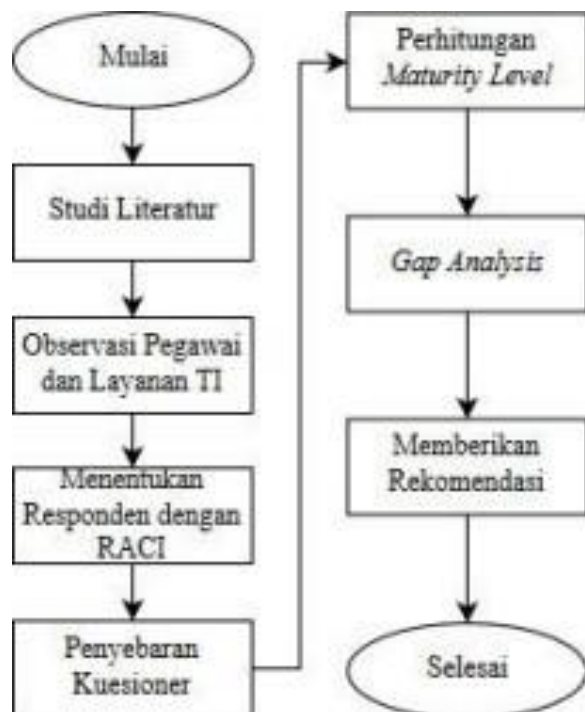 Mulai
Studi Literatur
Observasi Pegawai
dan Layanan TI
Menentukan
Responden dengan
RACI
Penyebaran
Kuesioner
Perhitungan
Maturity Level
Gap Analysis
Memberikan
Rekomendasi
Selesai